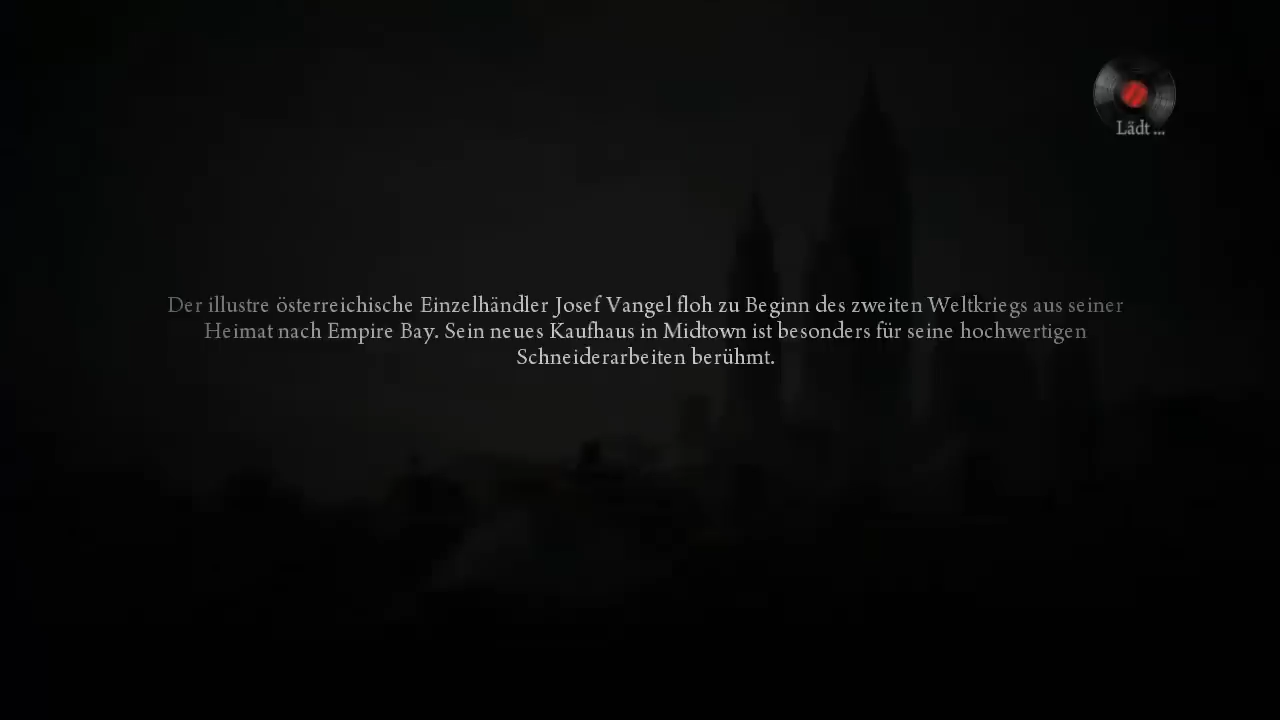 Lädt ...
Der illustre österreichische Einzelhändler Josef Vangel floh zu Beginn des zweiten Weltkriegs aus seiner
Heimat nach Empire Bay. Sein neues Kaufhaus in Midtown ist besonders für seine hochwertigen
Schneiderarbeiten berühmt.